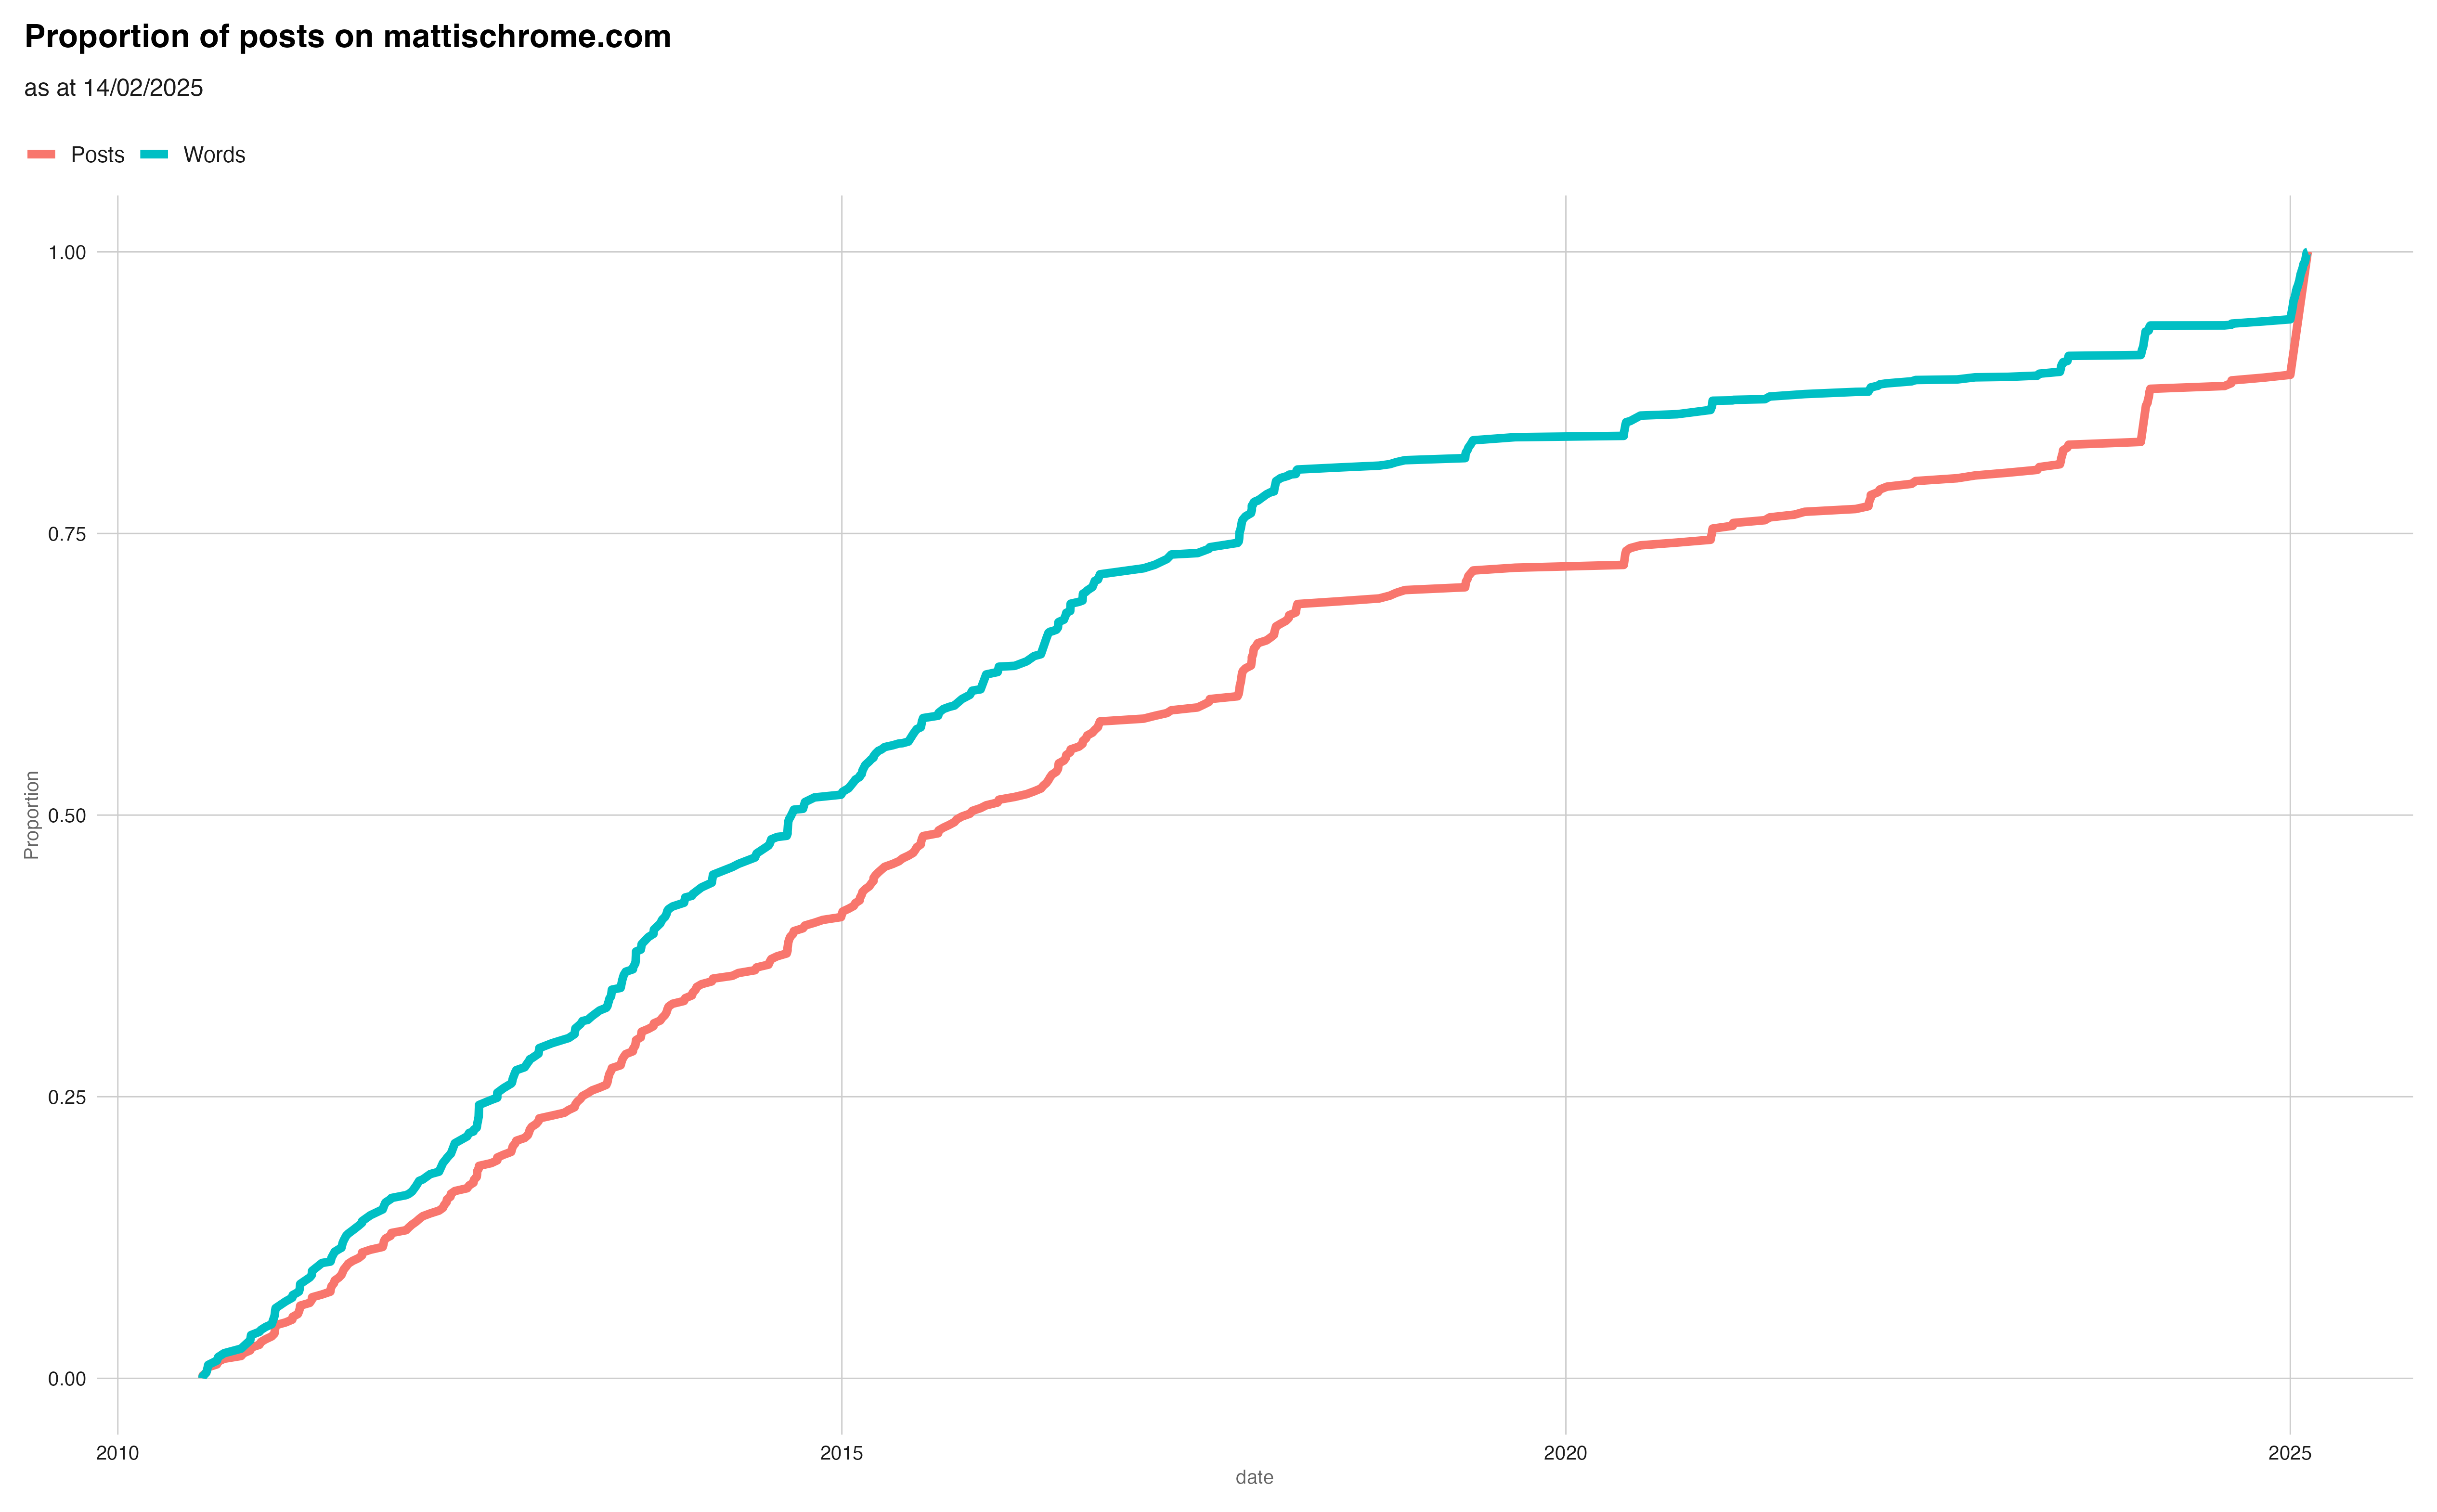 Proportion of posts on mattischrome.com
as at 14/02/2025
Posts Words
1.00
0.75
0.50
0.25
0.00
Proportion
2010 2015 2020 2025
date